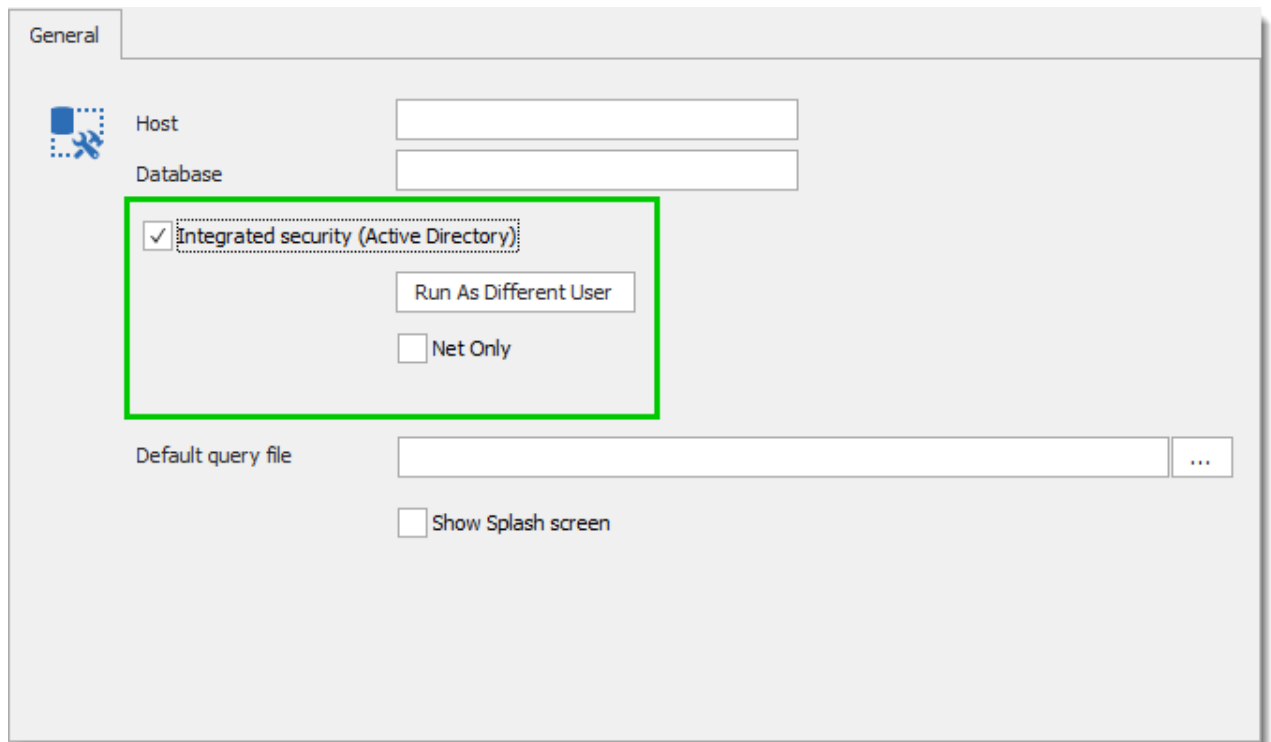 General
Host
Database
Integrated security (Active Directory)
Run As Different User
Net Only
Default query file
...
Show Splash screen